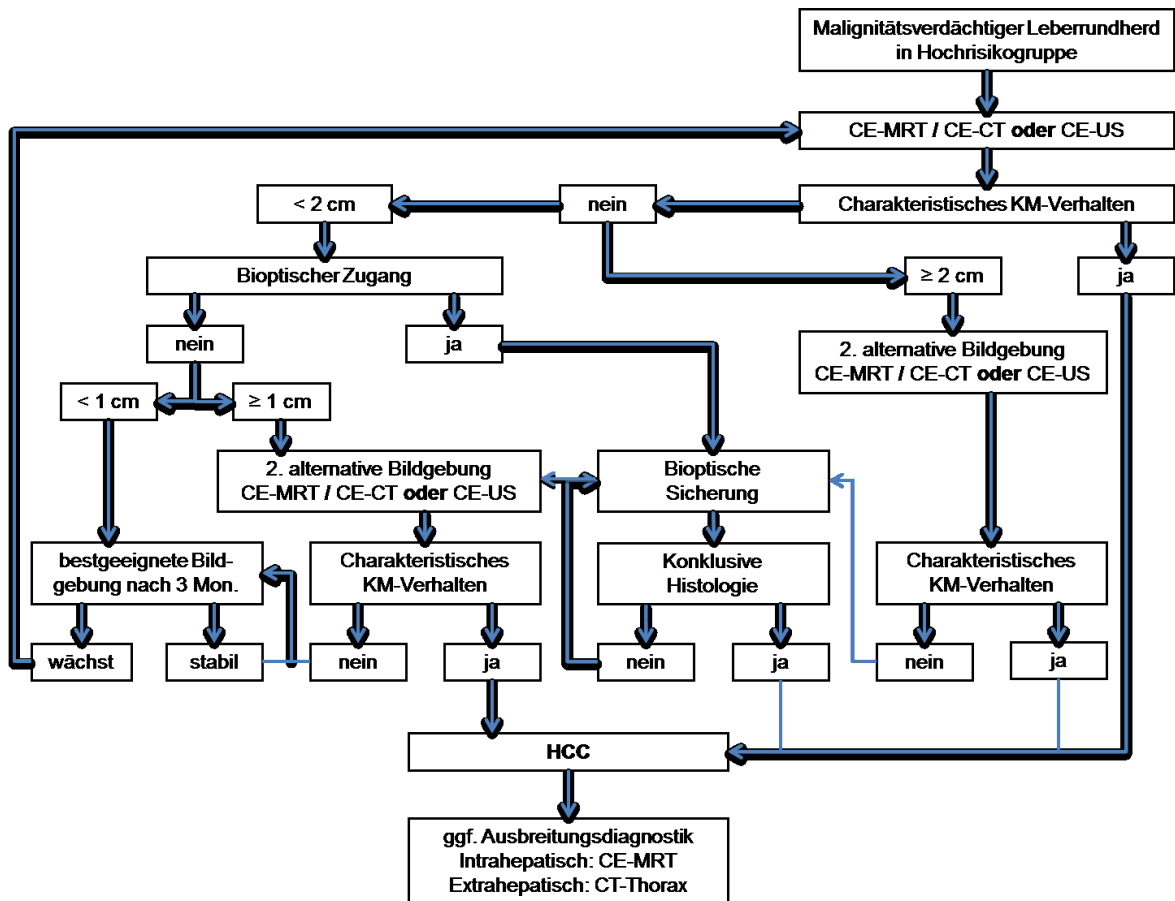 Malignitätsverdächtiger Leberrundherd
in Hochrisikogruppe
CE-MRT / CE-CT oder CE-US
< 2 cm
nein
Charakteristisches KM-Verhalten
Bioptischer Zugang
≥ 2 cm
ja
nein
ja
2. alternative Bildgebung
CE-MRT / CE-CT oder CE-US
< 1 cm
≥ 1 cm
2. alternative Bildgebung
CE-MRT / CE-CT oder CE-US
Bioptische
Sicherung
bestgeeignete Bild-
gebung nach 3 Mon.
Charakteristisches
KM-Verhalten
Konklusive
Histologie
Charakteristisches
KM-Verhalten
wächst
stabil
nein
ja
nein
ja
nein
ja
HCC
ggf. Ausbreitungsdiagnostik
Intrahepatisch: CE-MRT
Extrahepatisch: CT-Thorax